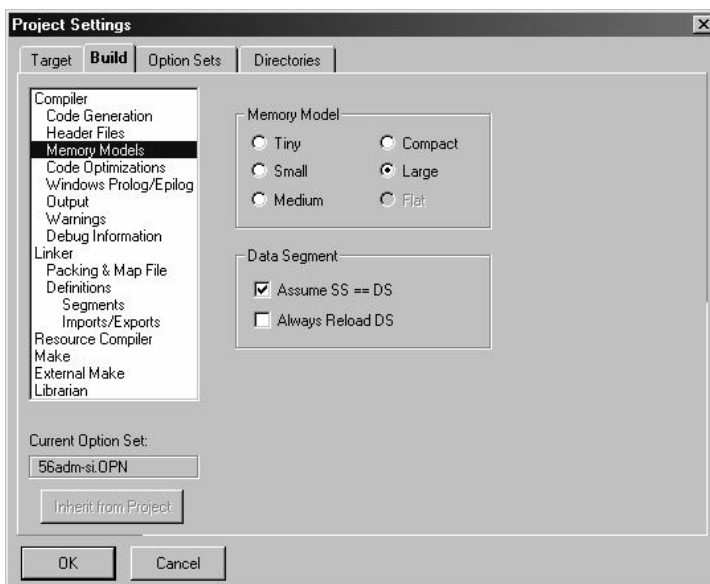 Project Settings
Target Build Option Sets Directories
Compiler
Code Generation
Header Files
Memory Models
Code Optimizations
Windows Prolog/Epilog
Output
Warnings
Debug Information
Linker
Packing & Map File
Definitions
Segments
Imports/Exports
Resource Compiler
Make
External Make
Librarian
Memory Model
Tiny Compact
Small Large
Medium Flat
Data Segment
Assume SS == DS
Always Reload DS
Current Option Set:
56adm-si.OPN
Inherit from Project
OK Cancel